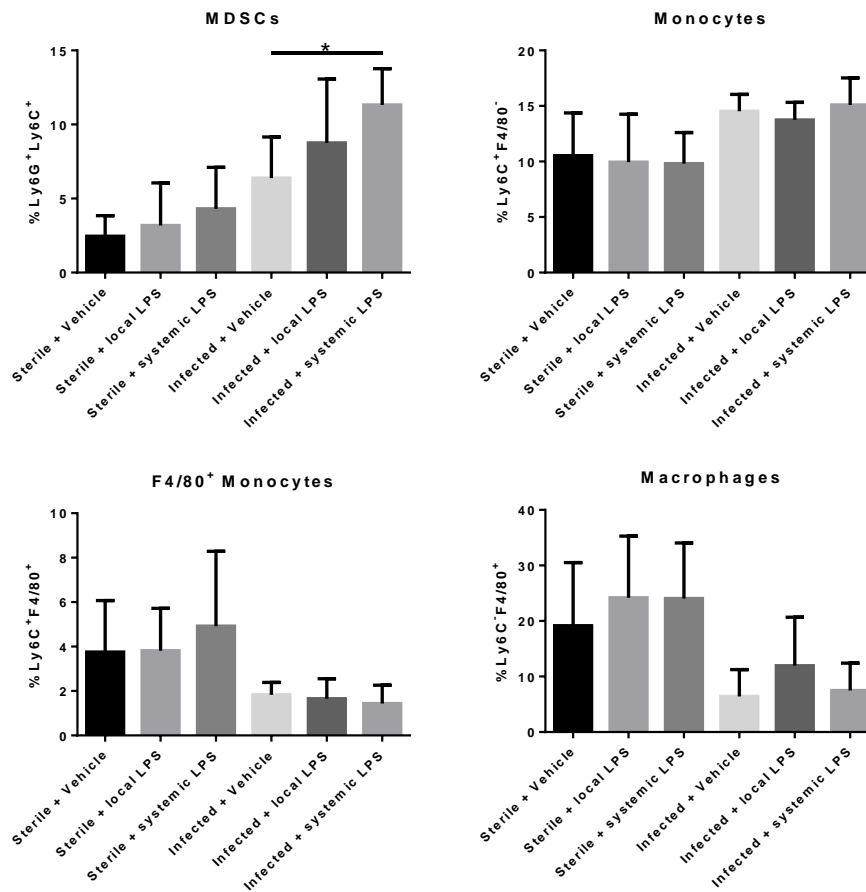 MDSCs
%Ly6G⁺Ly6C⁺
15
10
5
0
*
Sterile + Vehicle
Sterile + local LPS
Sterile + systemic LPS
Infected + Vehicle
Infected + local LPS
Infected + systemic LPS
Monocytes
%Ly6C⁺F4/80⁻
20
15
10
5
0
Sterile + Vehicle
Sterile + local LPS
Sterile + systemic LPS
Infected + Vehicle
Infected + local LPS
Infected + systemic LPS
F4/80⁺ Monocytes
%Ly6C⁺F4/80⁺
10
8
6
4
2
0
Sterile + Vehicle
Sterile + local LPS
Sterile + systemic LPS
Infected + Vehicle
Infected + local LPS
Infected + systemic LPS
Macrophages
%Ly6C⁻F4/80⁺
40
30
20
10
0
Sterile + Vehicle
Sterile + local LPS
Sterile + systemic LPS
Infected + Vehicle
Infected + local LPS
Infected + systemic LPS